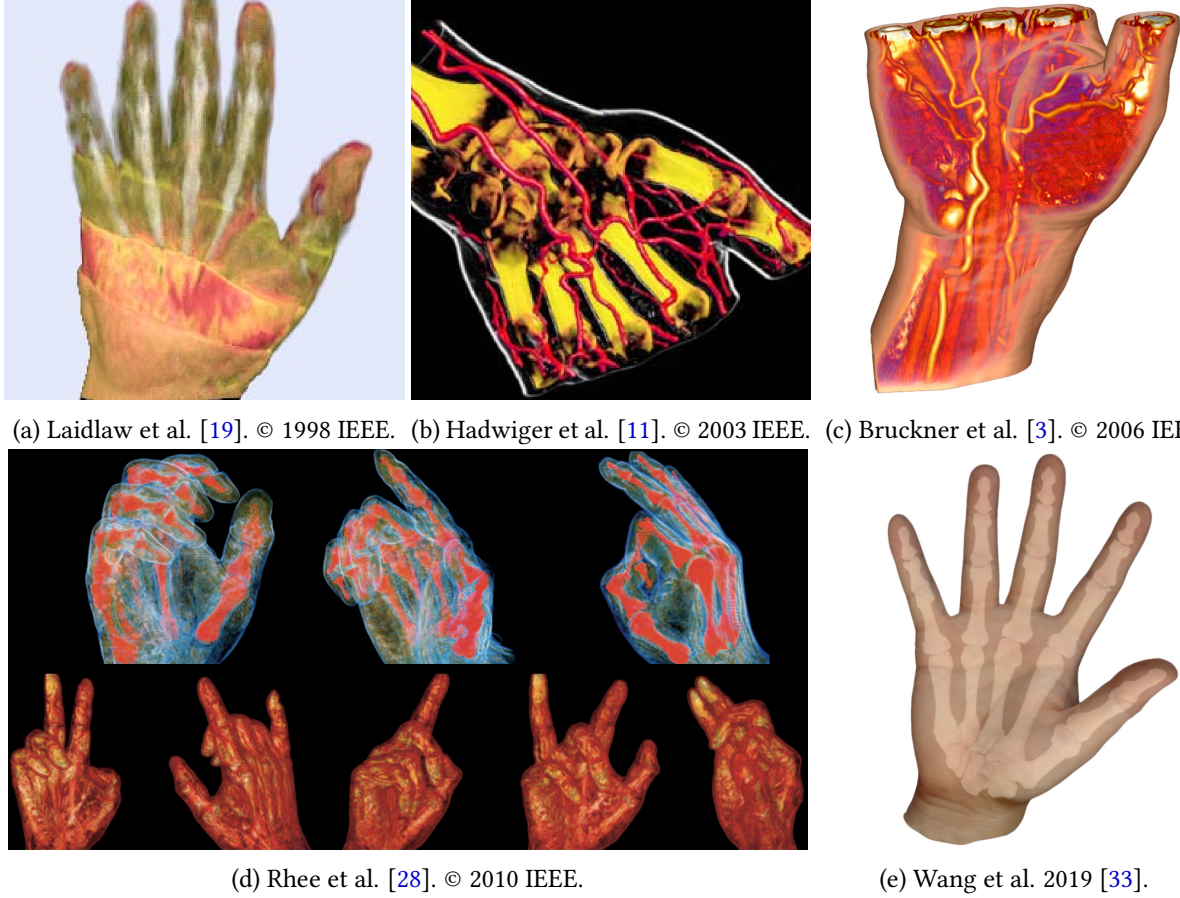 (a) Laidlaw et al. [19]. © 1998 IEEE. (b) Hadwiger et al. [11]. © 2003 IEEE. (c) Bruckner et al. [3]. © 2006
(d) Rhee et al. [28]. © 2010 IEEE. (e) Wang et al. 2019 [33].